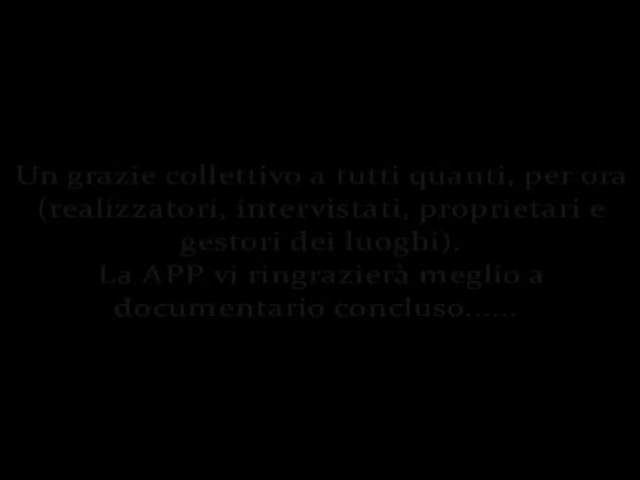 Un grazie collettivo a tutti quanti, per ora
(realizzatori, intervistati, proprietari e
gestori dei luoghi).
La APP vi ringrazierà meglio a
documentario concluso......